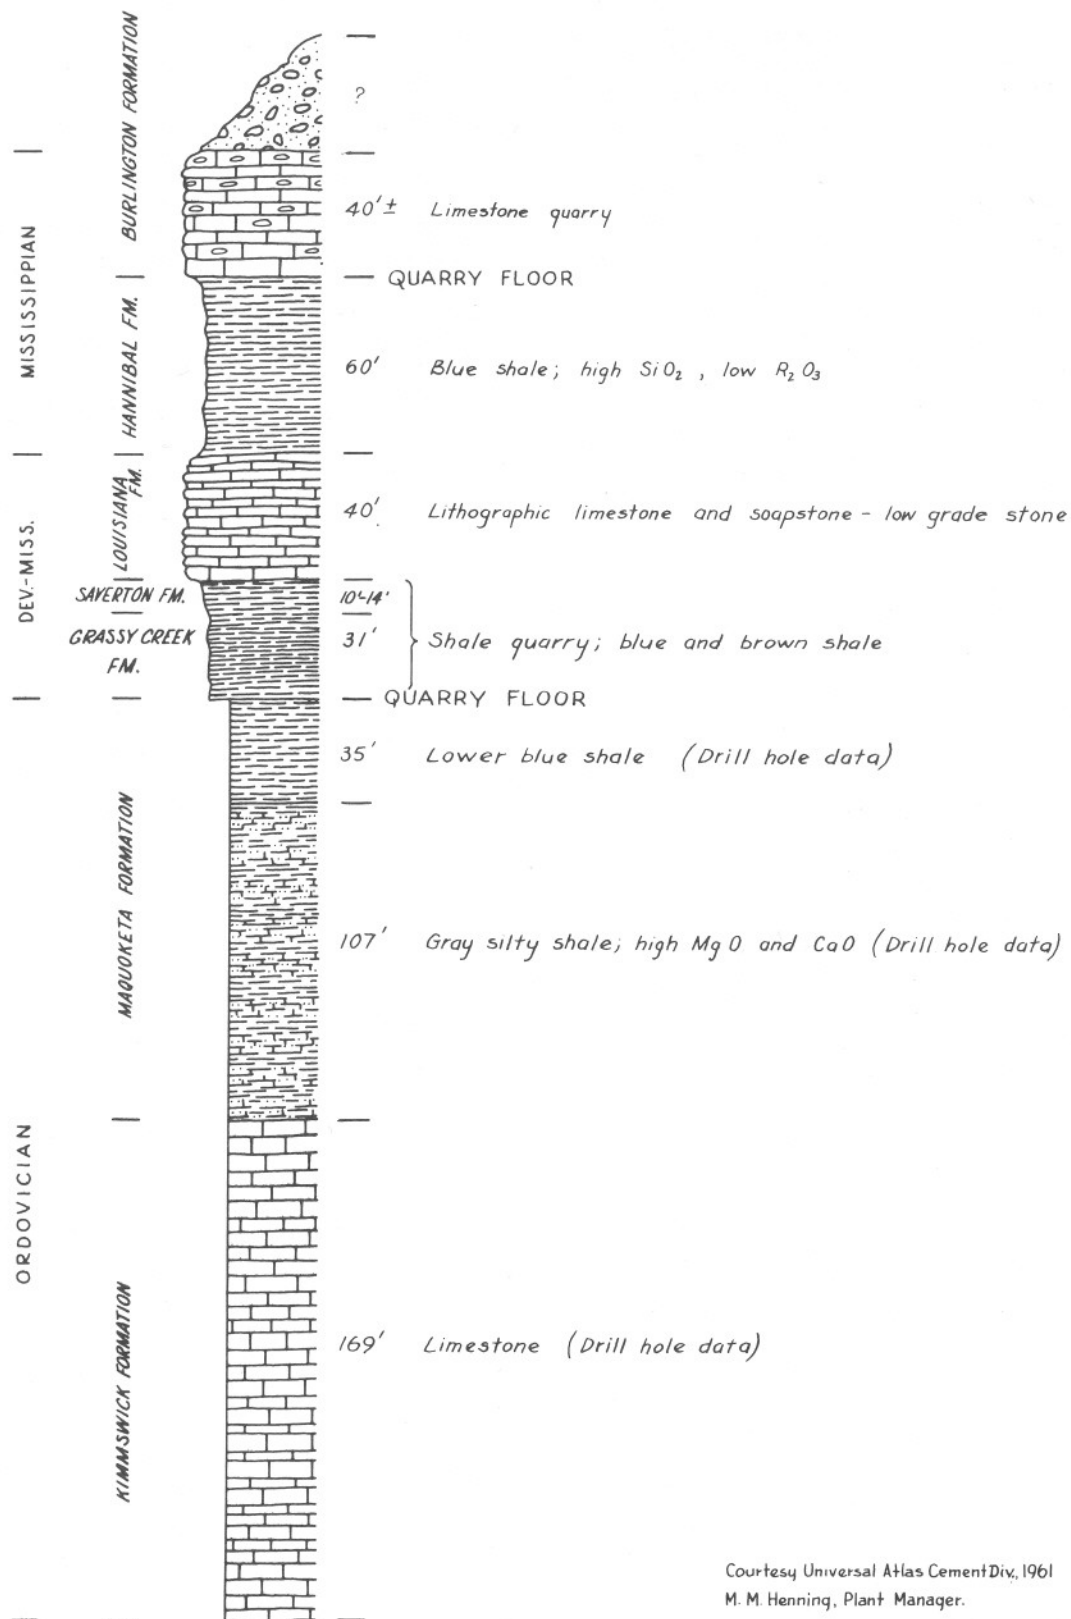 BURLINGTON FORMATION
?
MISSISSIPPIAN
40'± Limestone quarry
QUARRY FLOOR
HANNIBAL FM.
60' Blue shale; high SiO₂, low R₂O₃
DEV.-MISS.
LOUISIANA
FM.
40' Lithographic limestone and soapstone - low grade stone
SAVERTON FM.
10'-14'
GRASSY CREEK
FM.
31'
Shale quarry; blue and brown shale
QUARRY FLOOR
ORDOVICIAN
MAQUOKETA FORMATION
35' Lower blue shale (Drill hole data)
107' Gray silty shale; high MgO and CaO (Drill hole data)
KIMMSWICK FORMATION
169' Limestone (Drill hole data)
Courtesy Universal Atlas Cement Div., 1961
M. M. Henning, Plant Manager.